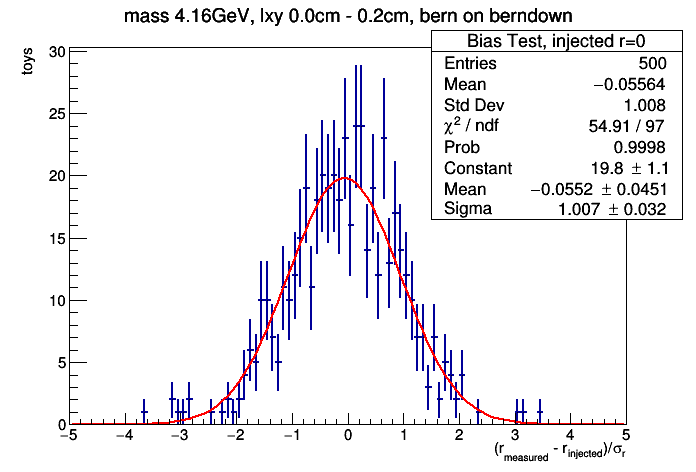 mass 4.16GeV, lxy 0.0cm - 0.2cm, bern on berndown
Bias Test, injected r=0
Entries 500
Mean −0.05564
Std Dev 1.008
χ² / ndf 54.91 / 97
Prob 0.9998
Constant 19.8 ± 1.1
Mean −0.0552 ± 0.0451
Sigma 1.007 ± 0.032
toys
30
25
20
15
10
5
0
−5 −4 −3 −2 −1 0 1 2 3 4 5
(r_measured - r_injected)/σ_r